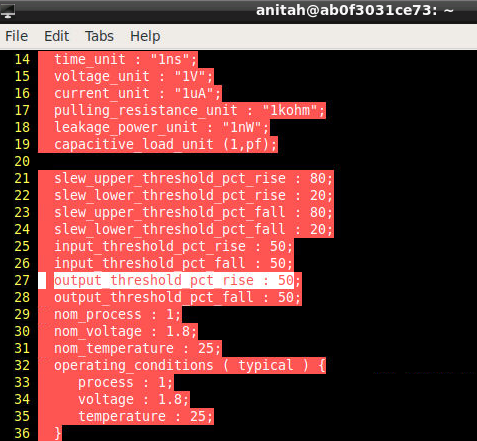 anitah@ab0f3031ce73: ~
File Edit Tabs Help
14 time_unit : "1ns";
15 voltage_unit : "1V";
16 current_unit : "1uA";
17 pulling_resistance_unit : "1kohm";
18 leakage_power_unit : "1nW";
19 capacitive_load_unit (1,pf);
20
21 slew_upper_threshold_pct_rise : 80;
22 slew_lower_threshold_pct_rise : 20;
23 slew_upper_threshold_pct_fall : 80;
24 slew_lower_threshold_pct_fall : 20;
25 input_threshold_pct_rise : 50;
26 input_threshold_pct_fall : 50;
27 output_threshold_pct_rise : 50;
28 output_threshold_pct_fall : 50;
29 nom_process : 1;
30 nom_voltage : 1.8;
31 nom_temperature : 25;
32 operating_conditions ( typical ) {
33 process : 1;
34 voltage : 1.8;
35 temperature : 25;
36 }